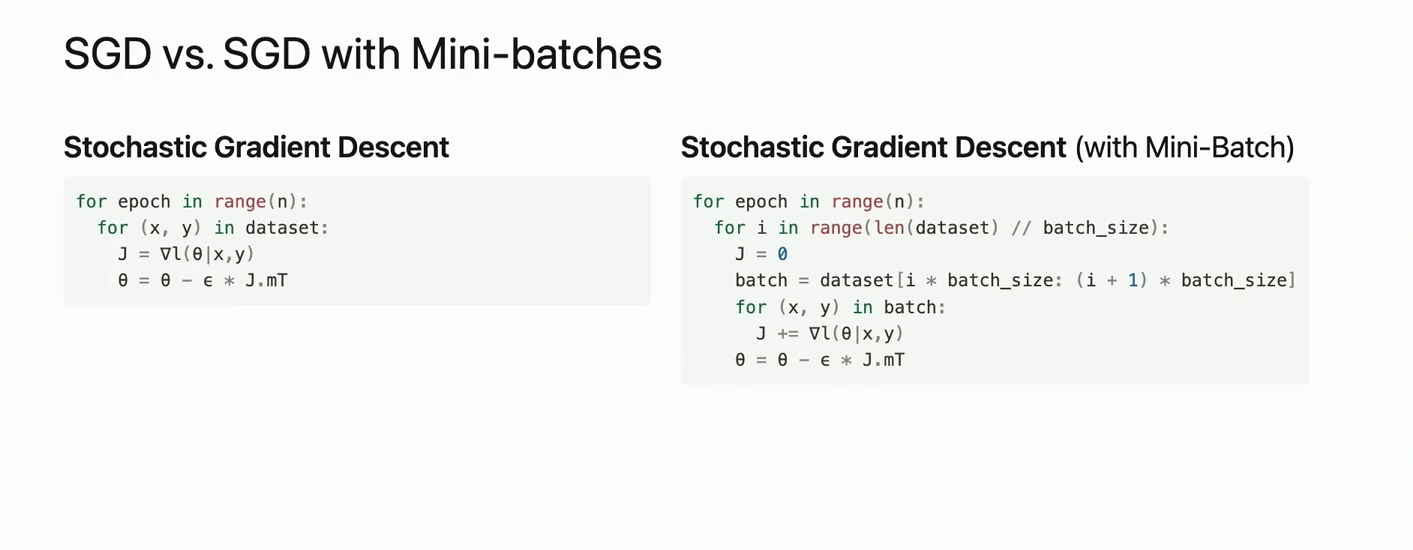 SGD vs. SGD with Mini-batches
Stochastic Gradient Descent
for epoch in range(n):
  for (x, y) in dataset:
    J = ∇l(θ|x,y)
    θ = θ − ϵ * J.mT
Stochastic Gradient Descent (with Mini-Batch)
for epoch in range(n):
  for i in range(len(dataset) // batch_size):
    J = 0
    batch = dataset[i * batch_size: (i + 1) * batch_size]
    for (x, y) in batch:
      J += ∇l(θ|x,y)
    θ = θ − ϵ * J.mT